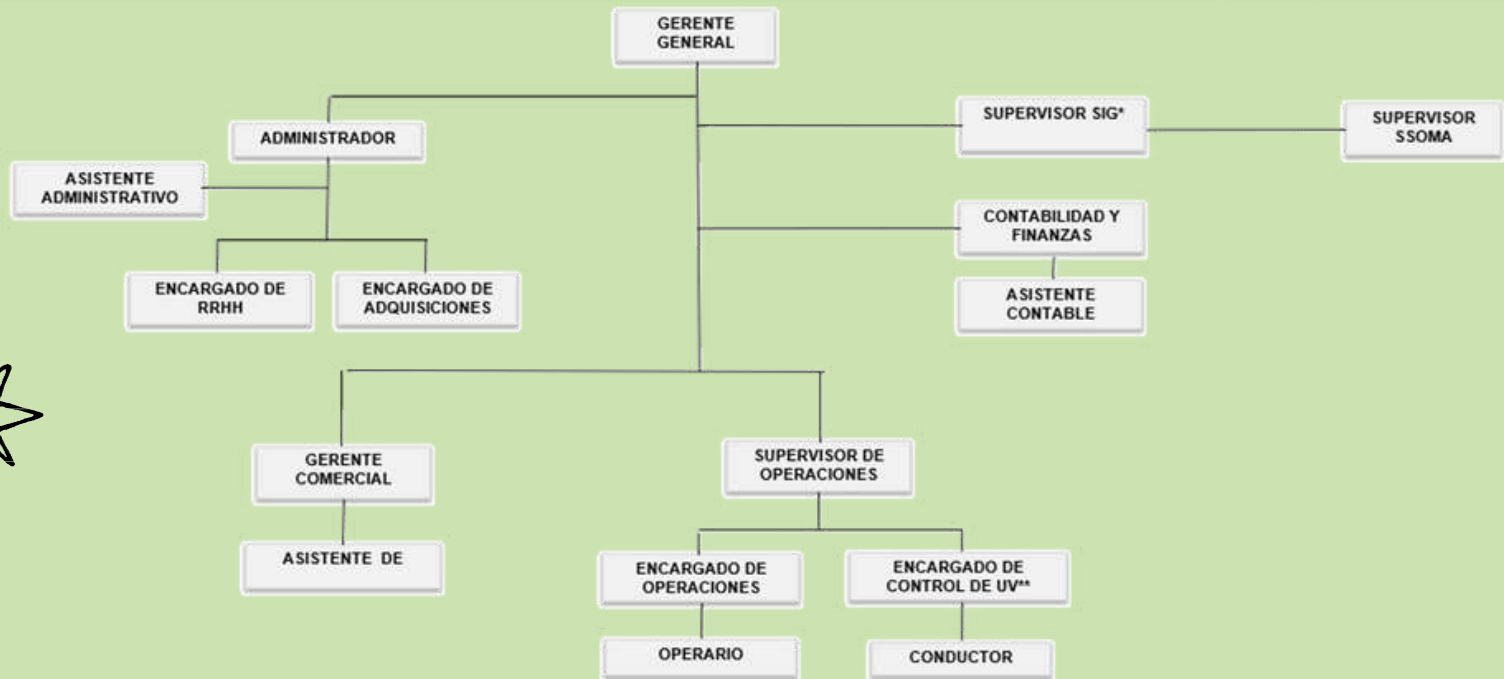 GERENTE
GENERAL
ADMINISTRADOR
SUPERVISOR SIG*
SUPERVISOR
SSOMA
ASISTENTE
ADMINISTRATIVO
CONTABILIDAD Y
FINANZAS
ENCARGADO DE
RRHH
ENCARGADO DE
ADQUISICIONES
ASISTENTE
CONTABLE
GERENTE
COMERCIAL
SUPERVISOR DE
OPERACIONES
ASISTENTE DE
ENCARGADO DE
OPERACIONES
ENCARGADO DE
CONTROL DE UV**
OPERARIO
CONDUCTOR